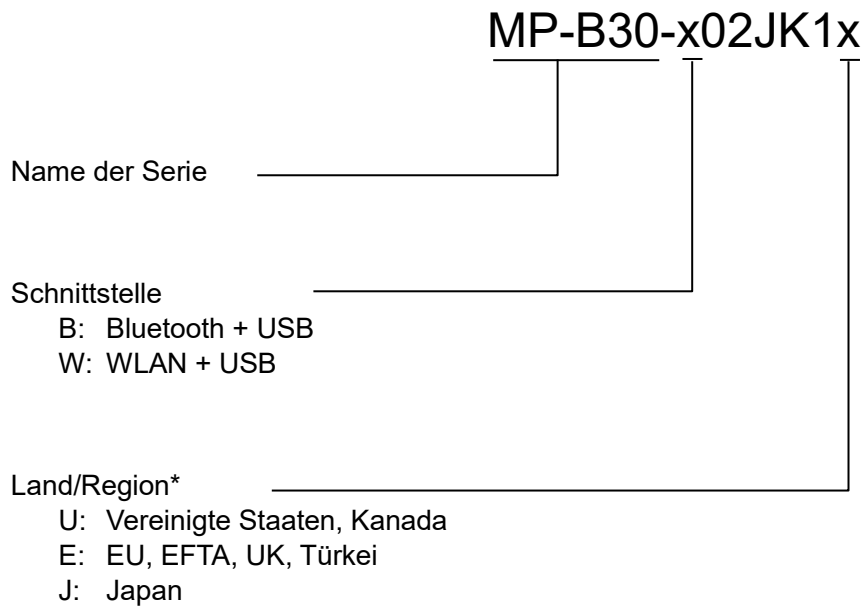 MP-B30-x02JK1x
Name der Serie
Schnittstelle
B: Bluetooth + USB
W: WLAN + USB
Land/Region*
U: Vereinigte Staaten, Kanada
E: EU, EFTA, UK, Türkei
J: Japan